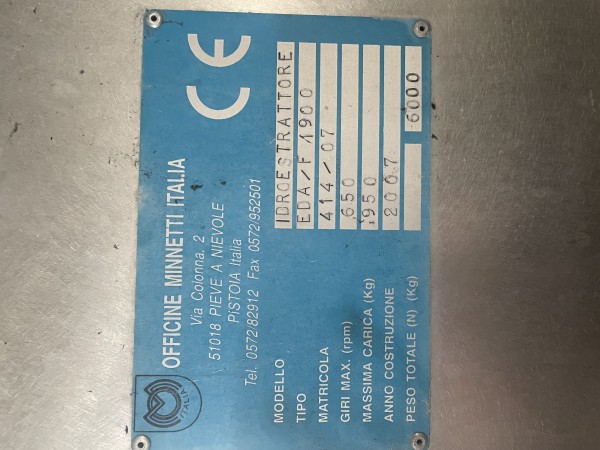 OFFICINE MINNETTI ITALIA
Via Colonna, 2
51018 PIEVE A NIEVOLE
PISTOIA Italia
Tel. 0572/82912 Fax 0572/952501
CE
ITALIA
MODELLO IDROESTRATTORE
TIPO EDA/F 1900
MATRICOLA 414/07
GIRI MAX. (rpm) 650
MASSIMA CARICA (Kg) 950
ANNO COSTRUZIONE 2007
PESO TOTALE (N) (Kg) 6000